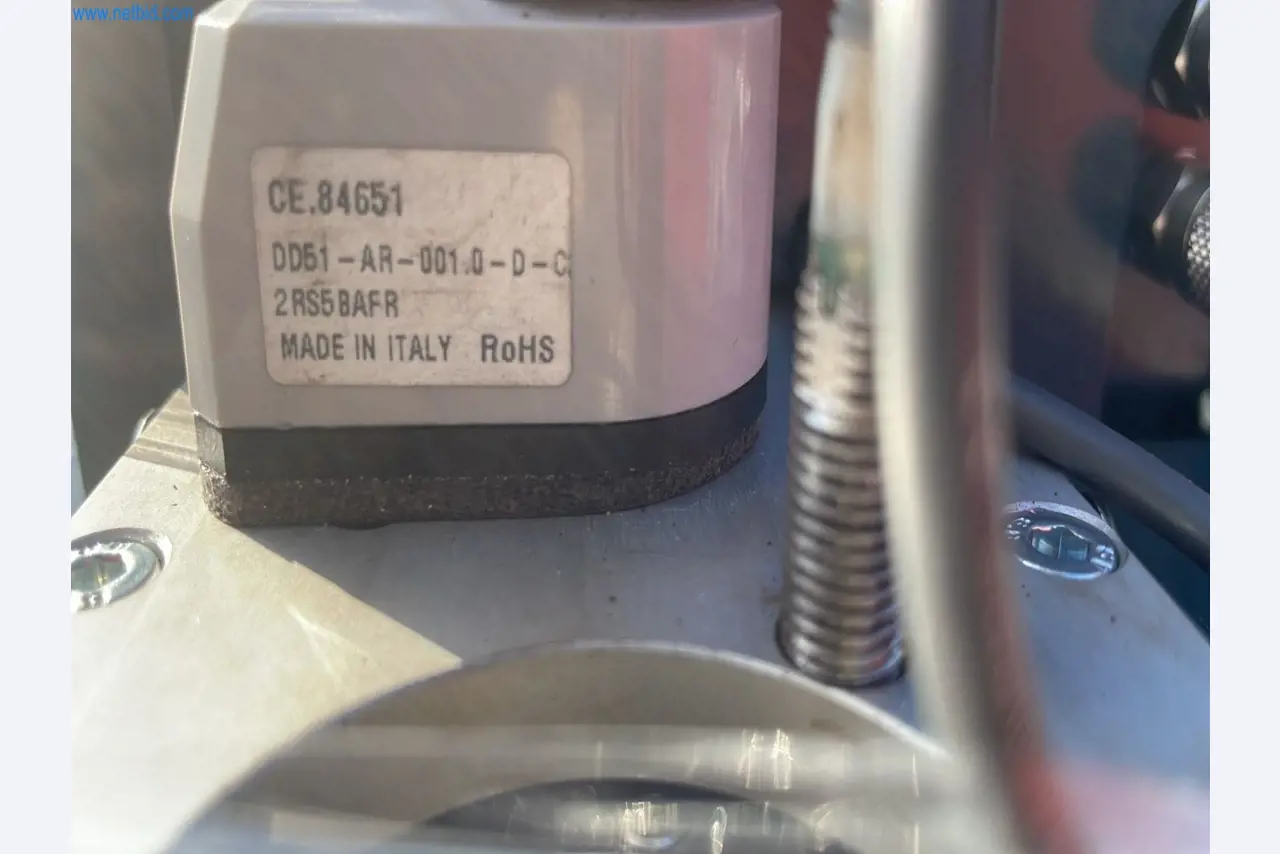 www.netbid.com
CE.84651
DD51-AR-001.0-D-C
2RS5BAFR
MADE IN ITALY RoHS